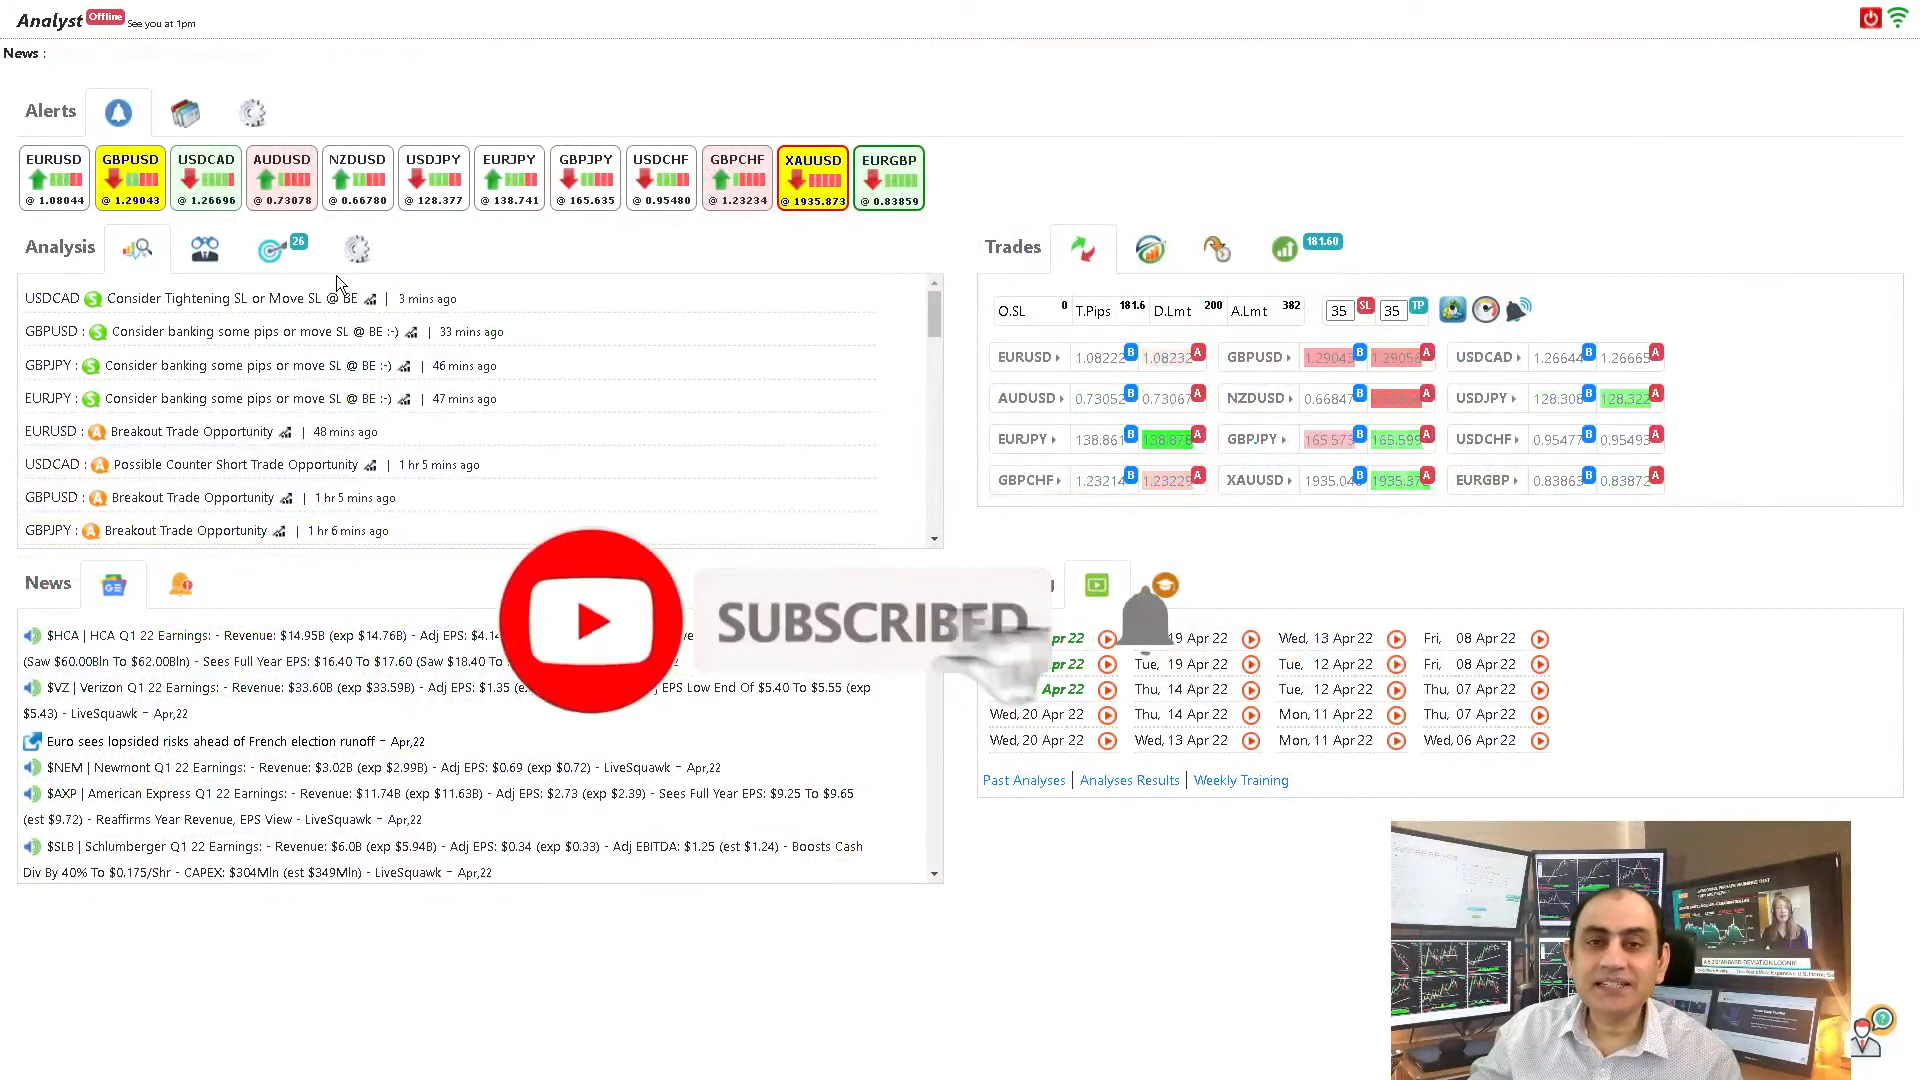 Analyst Offline See you at 1pm
News :
Alerts
EURUSD GBPUSD USDCAD AUDUSD NZDUSD USDJPY EURJPY GBPJPY USDCHF GBPCHF XAUUSD EURGBP
@ 1.08044 @ 1.29043 @ 1.26696 @ 0.73078 @ 0.66780 @ 128.377 @ 138.741 @ 165.635 @ 0.95480 @ 1.23234 @ 1935.873 @ 0.83859
Analysis 26
USDCAD S Consider Tightening SL or Move SL @ BE | 3 mins ago
GBPUSD : S Consider banking some pips or move SL @ BE :-) | 33 mins ago
GBPJPY : S Consider banking some pips or move SL @ BE :-) | 46 mins ago
EURJPY : S Consider banking some pips or move SL @ BE :-) | 47 mins ago
EURUSD : A Breakout Trade Opportunity | 48 mins ago
USDCAD : A Possible Counter Short Trade Opportunity | 1 hr 5 mins ago
GBPUSD : A Breakout Trade Opportunity | 1 hr 5 mins ago
GBPJPY : A Breakout Trade Opportunity | 1 hr 6 mins ago
Trades 181.60
O.SL 0 T.Pips 181.6 D.Lmt 200 A.Lmt 382 35 SL 35 TP
EURUSD 1.08222 B 1.08232 A GBPUSD 1.29043 B 1.29056 A USDCAD 1.26644 B 1.26665 A
AUDUSD 0.73052 B 0.73067 A NZDUSD 0.66847 B A USDJPY 128.308 B 128.322 A
EURJPY 138.861 B 138.878 A GBPJPY 165.573 B 165.599 A USDCHF 0.95477 B 0.95493 A
GBPCHF 1.23214 B 1.23229 A XAUUSD 1935.04 B 1935.37 A EURGBP 0.83863 B 0.83872 A
News
$HCA | HCA Q1 22 Earnings: - Revenue: $14.95B (exp $14.76B) - Adj EPS: $4.1
(Saw $60.00Bln To $62.00Bln) - Sees Full Year EPS: $16.40 To $17.60 (Saw $18.40 To
$VZ | Verizon Q1 22 Earnings: - Revenue: $33.60B (exp $33.59B) - Adj EPS: $1.35 EPS Low End Of $5.40 To $5.55 (exp
$5.43) - LiveSquawk – Apr,22
Euro sees lopsided risks ahead of French election runoff – Apr,22
$NEM | Newmont Q1 22 Earnings: - Revenue: $3.02B (exp $2.99B) - Adj EPS: $0.69 (exp $0.72) - LiveSquawk – Apr,22
$AXP | American Express Q1 22 Earnings: - Revenue: $11.74B (exp $11.63B) - Adj EPS: $2.73 (exp $2.39) - Sees Full Year EPS: $9.25 To $9.65
(est $9.72) - Reaffirms Year Revenue, EPS View - LiveSquawk – Apr,22
$SLB | Schlumberger Q1 22 Earnings: - Revenue: $6.0B (exp $5.94B) - Adj EPS: $0.34 (exp $0.33) - Adj EBITDA: $1.25 (est $1.24) - Boosts Cash
Div By 40% To $0.175/Shr - CAPEX: $304Mln (est $349Mln) - LiveSquawk – Apr,22
SUBSCRIBED
pr 22 19 Apr 22 Wed, 13 Apr 22 Fri, 08 Apr 22
pr 22 Tue, 19 Apr 22 Tue, 12 Apr 22 Fri, 08 Apr 22
Apr 22 Thu, 14 Apr 22 Tue, 12 Apr 22 Thu, 07 Apr 22
Wed, 20 Apr 22 Thu, 14 Apr 22 Mon, 11 Apr 22 Thu, 07 Apr 22
Wed, 20 Apr 22 Wed, 13 Apr 22 Mon, 11 Apr 22 Wed, 06 Apr 22
Past Analyses | Analyses Results | Weekly Training